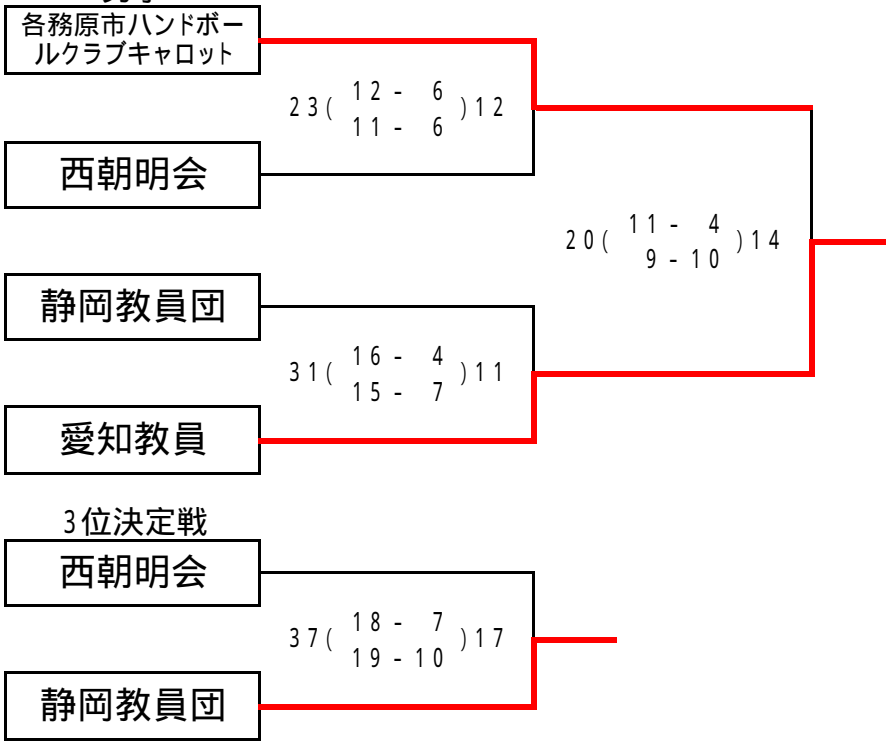 各務原市ハンドボー
ルクラブキャロット
23( 12 - 6 )12
11 - 6
西朝明会
20( 11 - 4 )14
9 - 10
静岡教員団
31( 16 - 4 )11
15 - 7
愛知教員
3位決定戦
西朝明会
37( 18 - 7 )17
19 - 10
静岡教員団